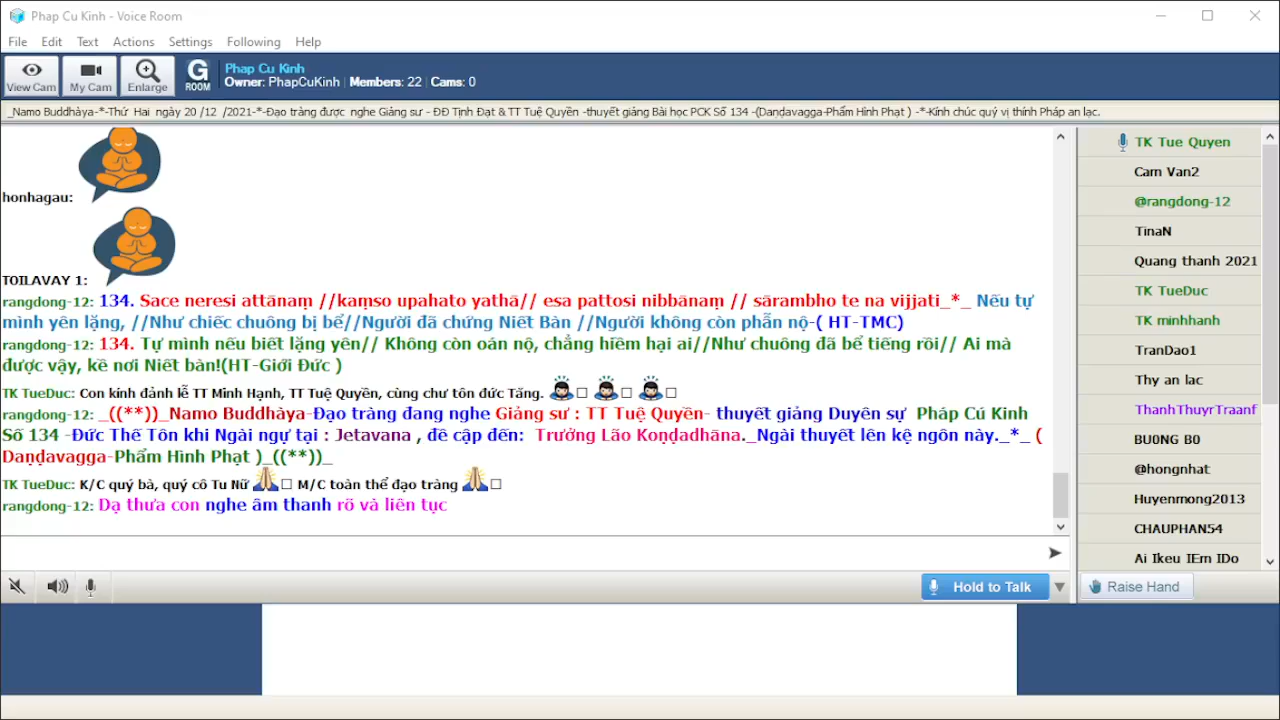 Phap Cu Kinh - Voice Room
File Edit Text Actions Settings Following Help
View Cam My Cam Enlarge G ROOM
Phap Cu Kinh
Owner: PhapCuKinh Members: 22 Cams: 0
_Namo Buddhàya-*-Thứ Hai ngày 20 /12 /2021-*-Đạo tràng được nghe Giảng sư - ĐĐ Tịnh Đạt & TT Tuệ Quyền -thuyết giảng Bài học PCK Số 134 -(Daṇḍavagga-Phẩm Hình Phạt ) -*-Kính chúc quý vị thính Pháp an lạc.
honhagau:
TOILAVAY 1:
rangdong-12: 134. Sace neresi attānaṃ //kaṃso upahato yathā// esa pattosi nibbānaṃ // sārambho te na vijjati_*_ Nếu tự
mình yên lặng, //Như chiếc chuông bị bể//Người đã chứng Niết Bàn //Người không còn phẫn nộ-( HT-TMC)
rangdong-12: 134. Tự mình nếu biết lặng yên// Không còn oán nộ, chẳng hiềm hại ai//Như chuông đã bể tiếng rồi// Ai mà
được vậy, kề nơi Niết bàn!(HT-Giới Đức )
TK TueDuc: Con kính đảnh lễ TT Minh Hạnh, TT Tuệ Quyền, cùng chư tôn đức Tăng.
rangdong-12: _((**))_Namo Buddhàya-Đạo tràng đang nghe Giảng sư : TT Tuệ Quyền- thuyết giảng Duyên sự Pháp Cú Kinh
Số 134 -Đức Thế Tôn khi Ngài ngự tại : Jetavana , đề cập đến: Trưởng Lão Koṇḍadhāna._Ngài thuyết lên kệ ngôn này._*_ (
Daṇḍavagga-Phẩm Hình Phạt )_((**))_
TK TueDuc: K/C quý bà, quý cô Tu Nữ M/C toàn thể đạo tràng
rangdong-12: Dạ thưa con nghe âm thanh rõ và liên tục
Hold to Talk
TK Tue Quyen
Cam Van2
@rangdong-12
TinaN
Quang thanh 2021
TK TueDuc
TK minhhanh
TranDao1
Thy an lac
ThanhThuyrTraanf
BU0NG B0
@hongnhat
Huyenmong2013
CHAUPHAN54
Ai Ikeu IEm IDo
Raise Hand